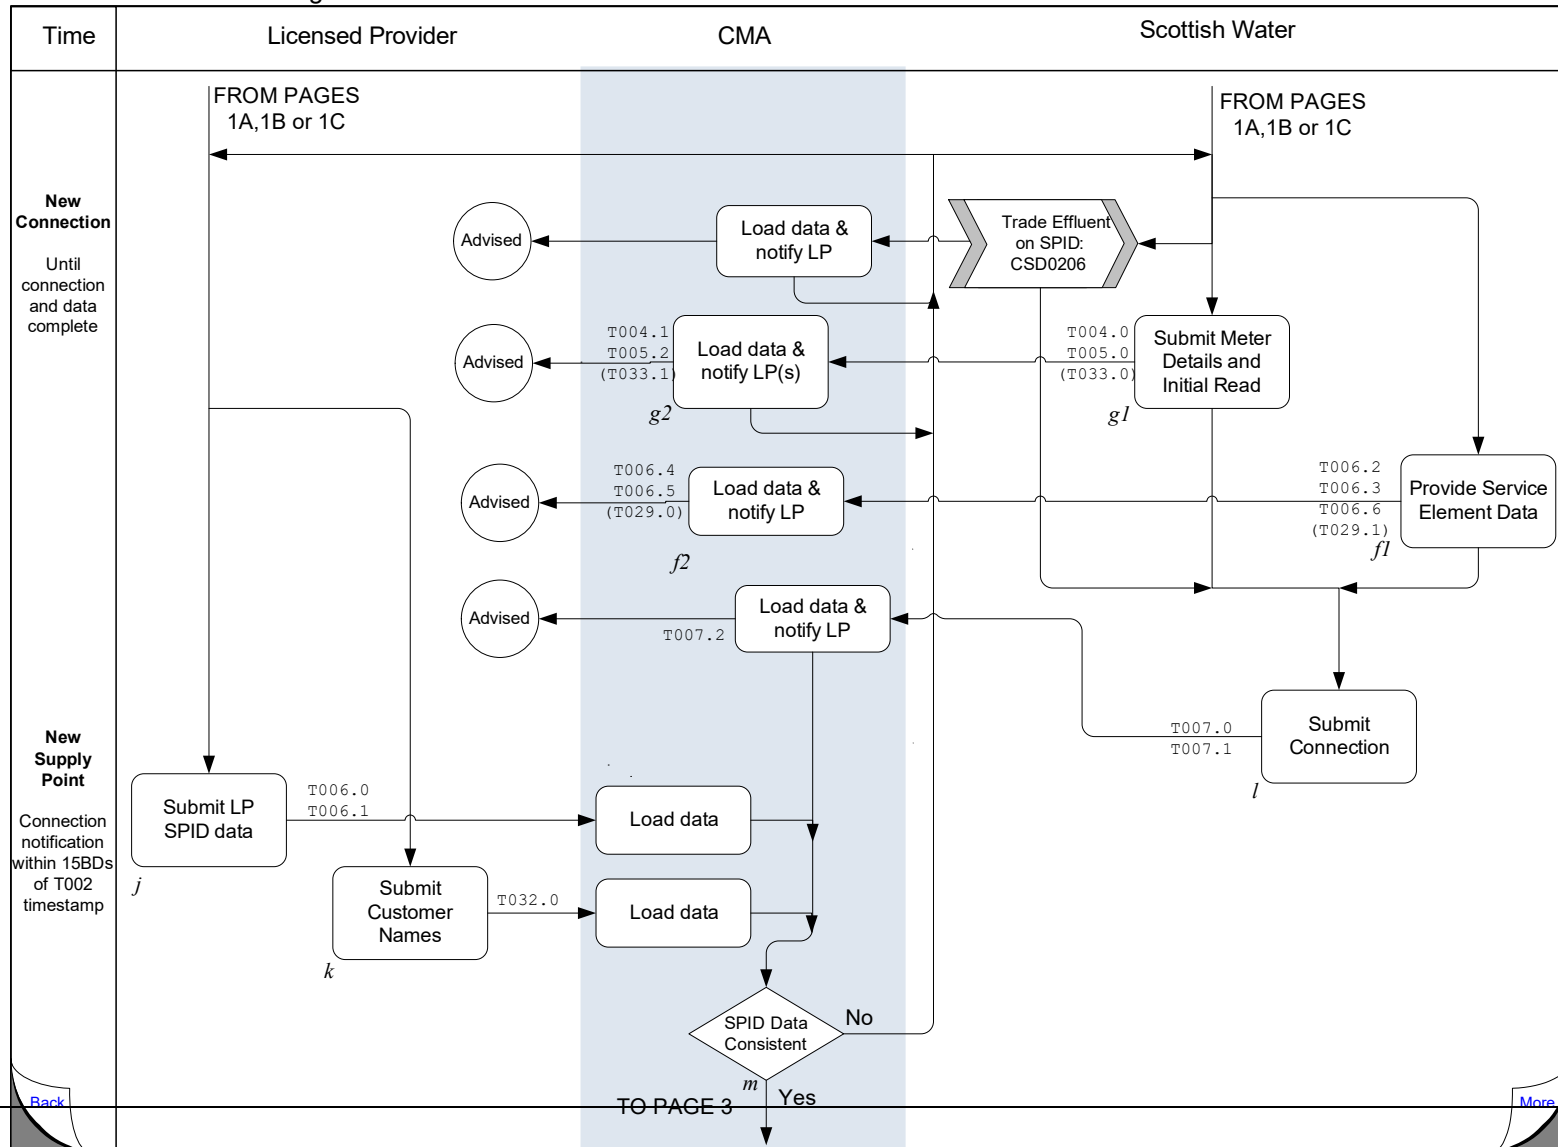 Time
Licensed Provider
CMA
Scottish Water
FROM PAGES
1A,1B or 1C
FROM PAGES
1A,1B or 1C
New
Connection
Until
connection
and data
complete
Advised
Load data &
notify LP
Trade Effluent
on SPID:
CSD0206
Advised
T004.1
T005.2
(T033.1)
Load data &
notify LP(s)
g2
T004.0
T005.0
(T033.0)
Submit Meter
Details and
Initial Read
g1
Advised
T006.4
T006.5
(T029.0)
Load data &
notify LP
f2
T006.2
T006.3
T006.6
(T029.1)
Provide Service
Element Data
f1
Advised
T007.2
Load data &
notify LP
T007.0
T007.1
Submit
Connection
l
New
Supply
Point
Connection
notification
within 15BDs
of T002
timestamp
Submit LP
SPID data
j
T006.0
T006.1
Load data
Submit
Customer
Names
k
T032.0
Load data
SPID Data
Consistent
m
No
Yes
TO PAGE 3
Back
More